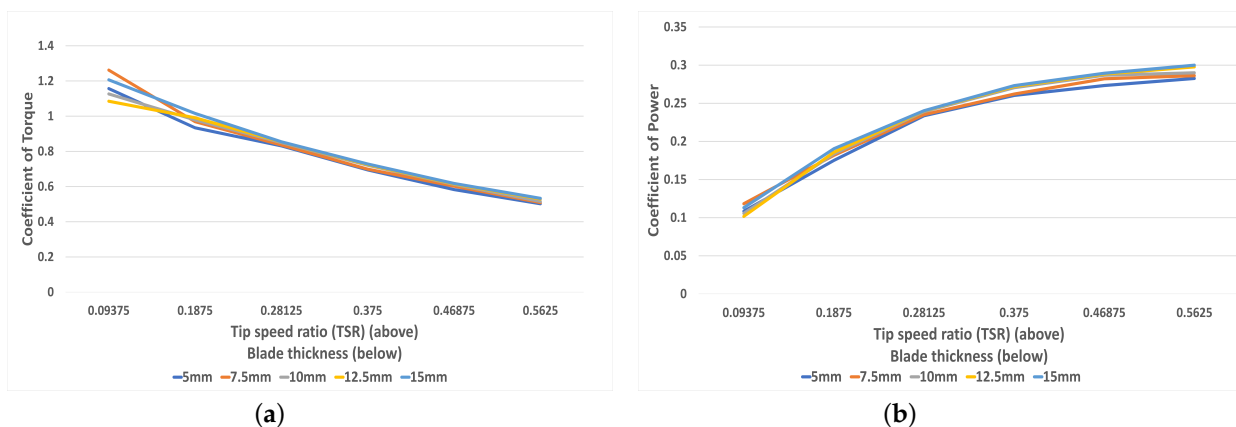 1.4
1.2
1
0.8
0.6
0.4
0.2
0
Coefficient of Torque
0.09375 0.1875 0.28125 0.375 0.46875 0.5625
Tip speed ratio (TSR) (above)
Blade thickness (below)
5mm 7.5mm 10mm 12.5mm 15mm
(a)
0.35
0.3
0.25
0.2
0.15
0.1
0.05
0
Coefficient of Power
0.09375 0.1875 0.28125 0.375 0.46875 0.5625
Tip speed ratio (TSR) (above)
Blade thickness (below)
5mm 7.5mm 10mm 12.5mm 15mm
(b)